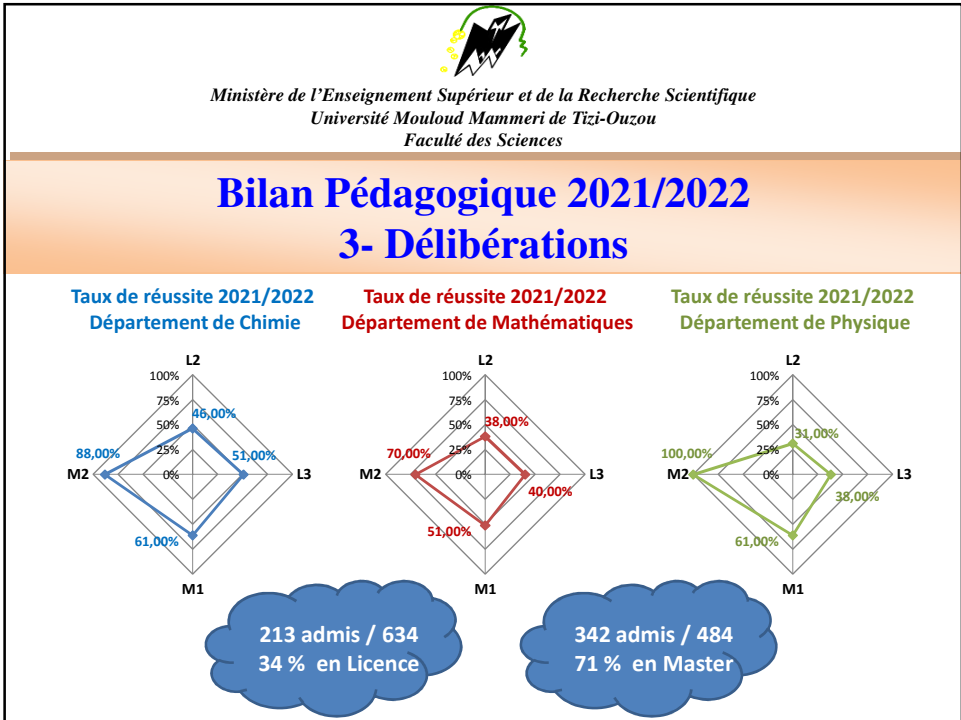 Ministère de l'Enseignement Supérieur et de la Recherche Scientifique
Université Mouloud Mammeri de Tizi-Ouzou
Faculté des Sciences
Bilan Pédagogique 2021/2022
3- Délibérations
Taux de réussite 2021/2022
Département de Chimie
L2
100%
75%
46,00%
50%
88,00%
25%
51,00%
M2
0%
L3
61,00%
M1
Taux de réussite 2021/2022
Département de Mathématiques
L2
100%
75%
38,00%
50%
70,00%
25%
M2
0%
L3
40,00%
51,00%
M1
Taux de réussite 2021/2022
Département de Physique
L2
100%
75%
50%
31,00%
100,00%
25%
M2
0%
L3
38,00%
61,00%
M1
213 admis / 634
34 % en Licence
342 admis / 484
71 % en Master